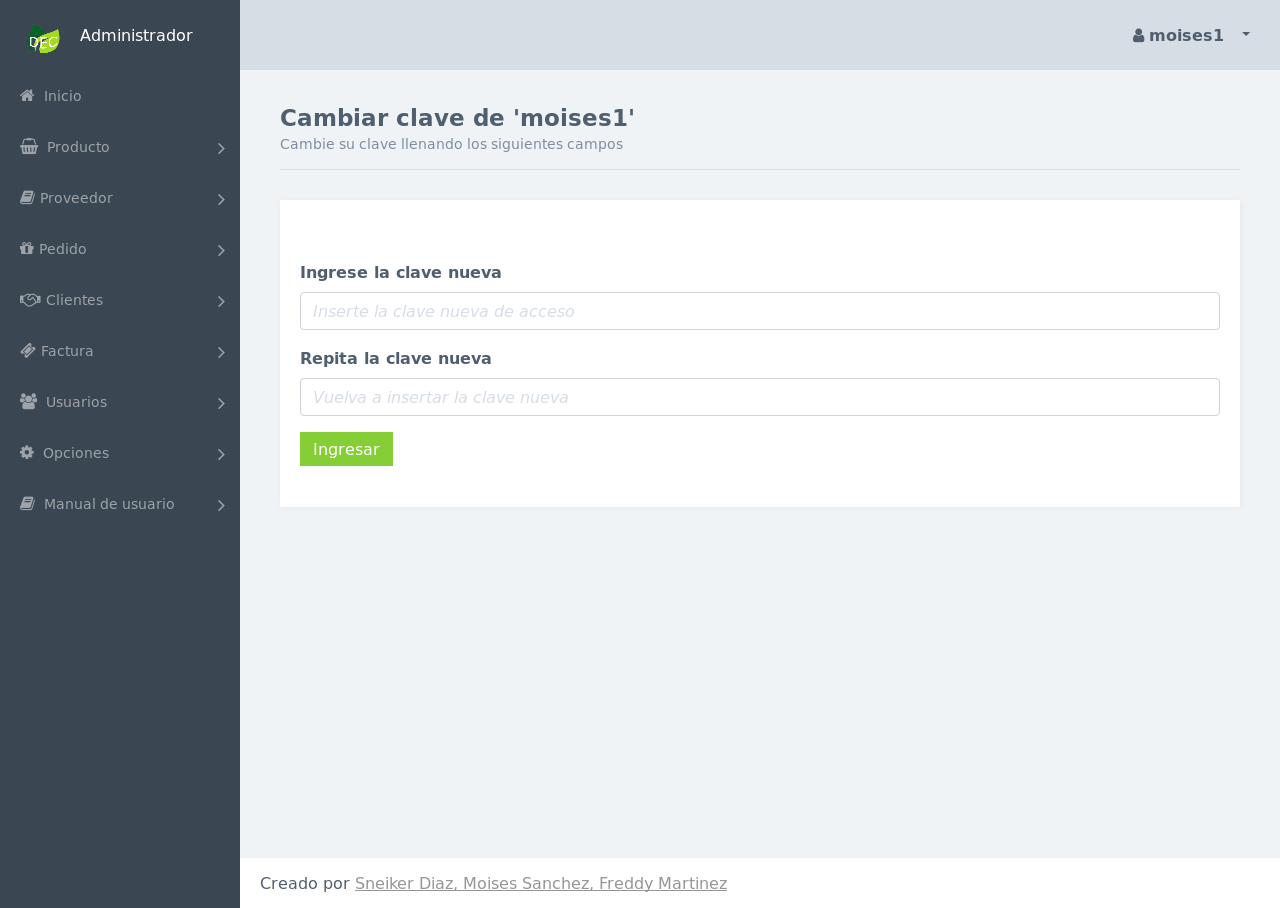 DEC
Administrador
moises1
Inicio
Producto
Proveedor
Pedido
Clientes
Factura
Usuarios
Opciones
Manual de usuario
Cambiar clave de 'moises1'
Cambie su clave llenando los siguientes campos
Ingrese la clave nueva
Inserte la clave nueva de acceso
Repita la clave nueva
Vuelva a insertar la clave nueva
Ingresar
Creado por Sneiker Diaz, Moises Sanchez, Freddy Martinez